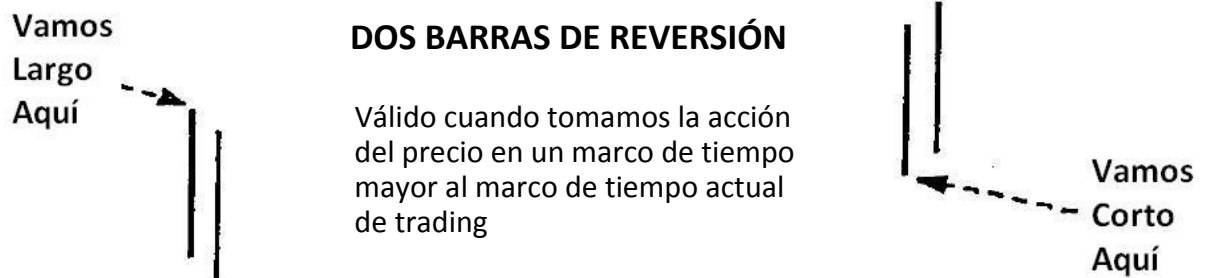 Vamos
Largo
Aquí
DOS BARRAS DE REVERSIÓN
Válido cuando tomamos la acción
del precio en un marco de tiempo
mayor al marco de tiempo actual
de trading
Vamos
Corto
Aquí